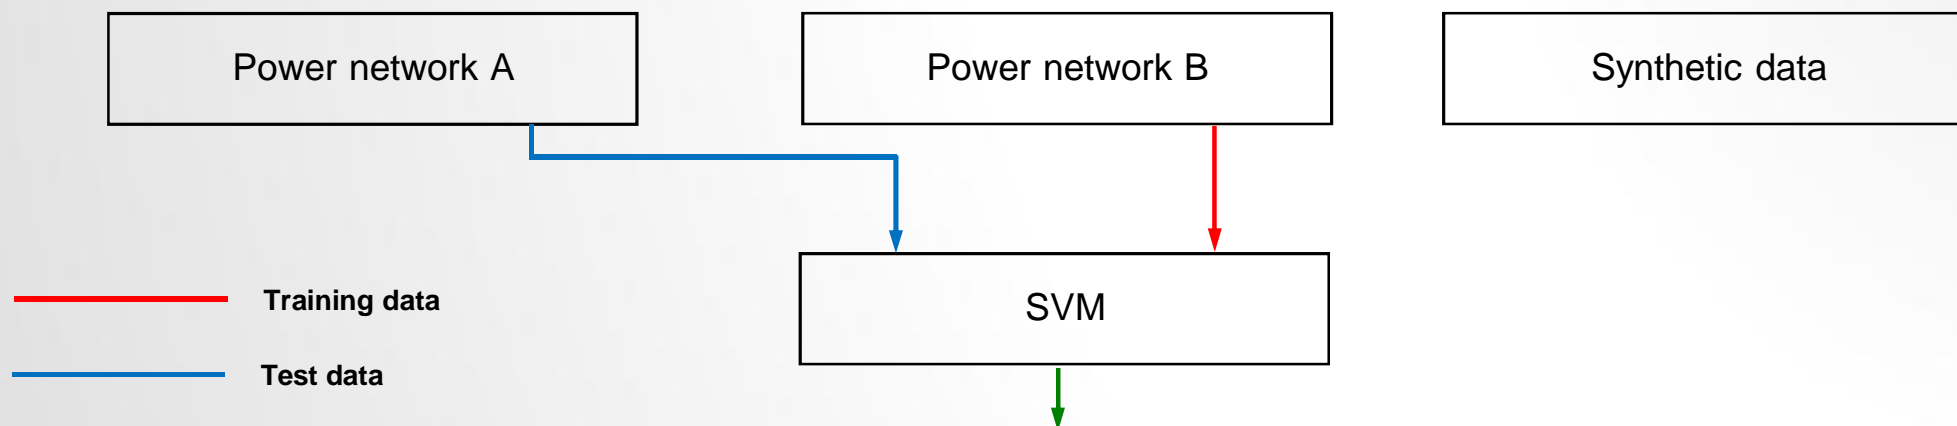 Power network A
Power network B
Synthetic data
SVM
Training data
Test data